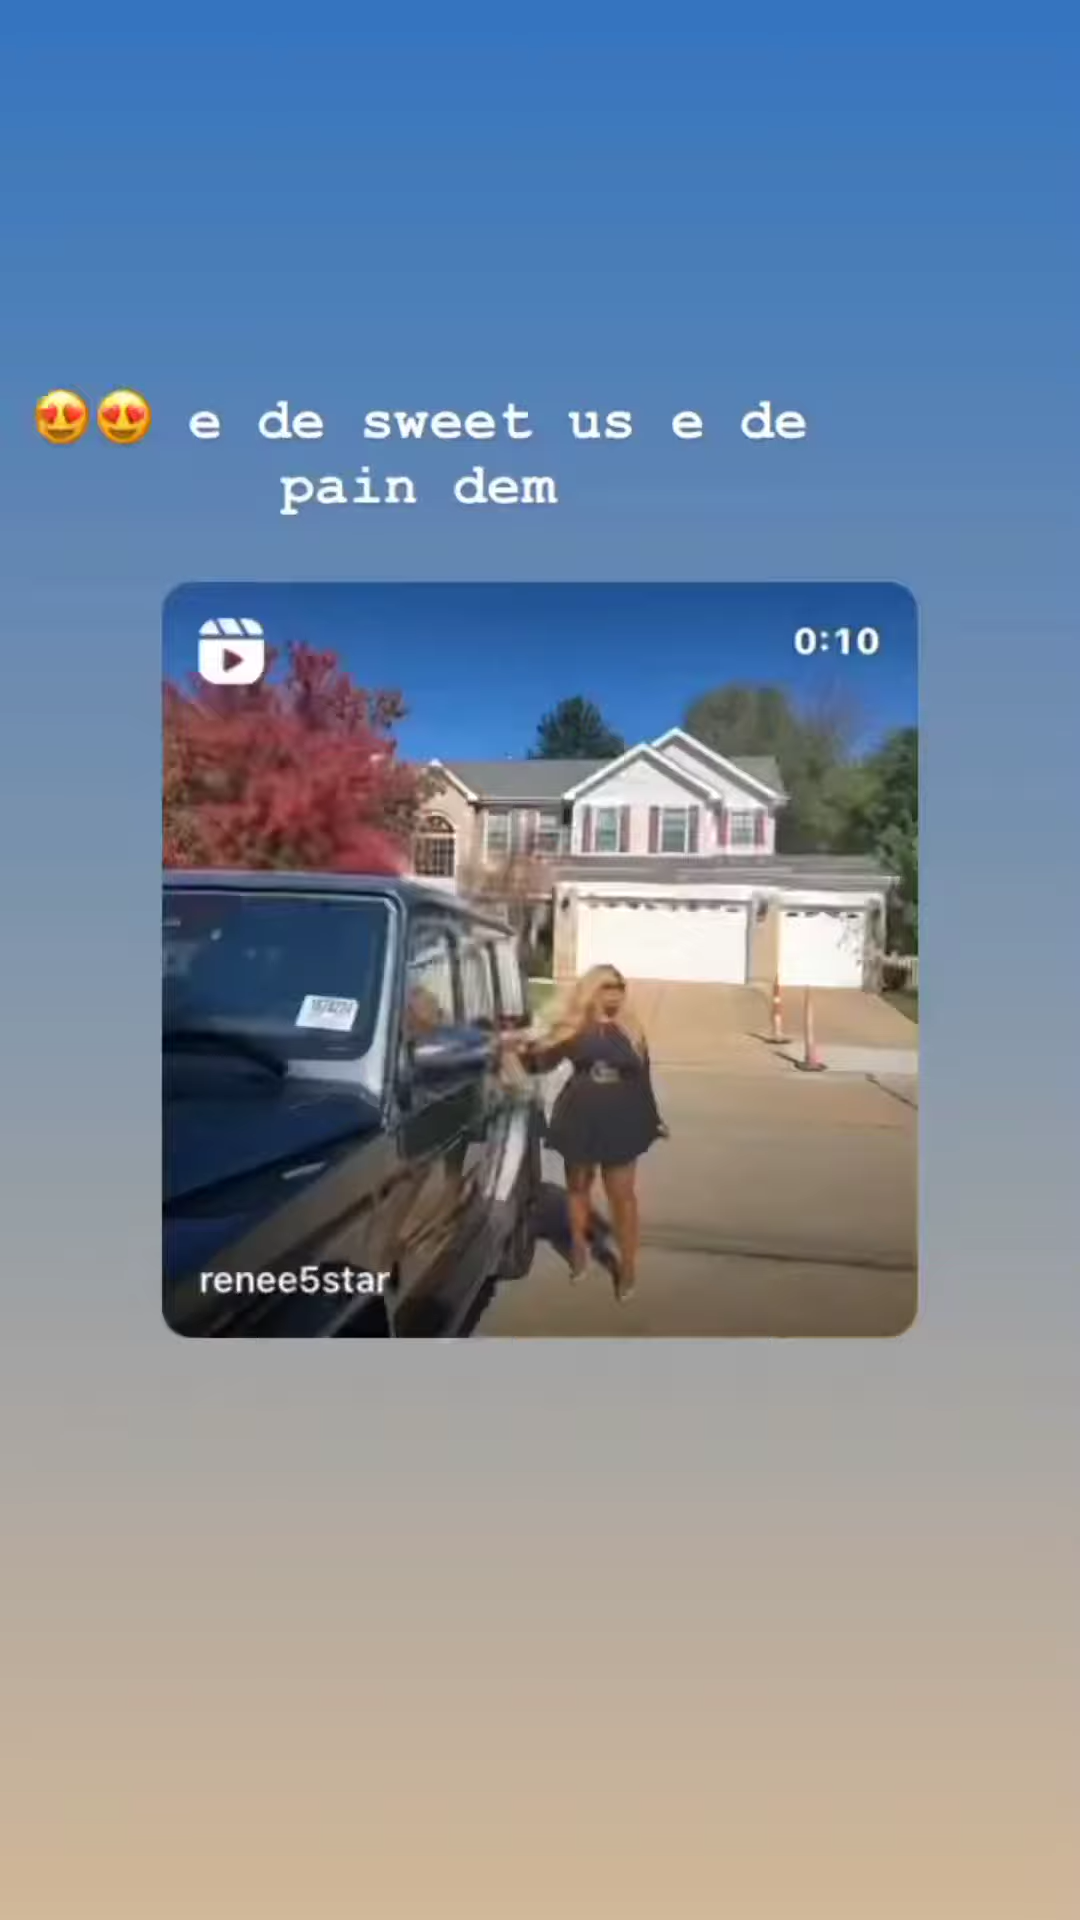 😍😍 e de sweet us e de
pain dem
0:10
renee5star